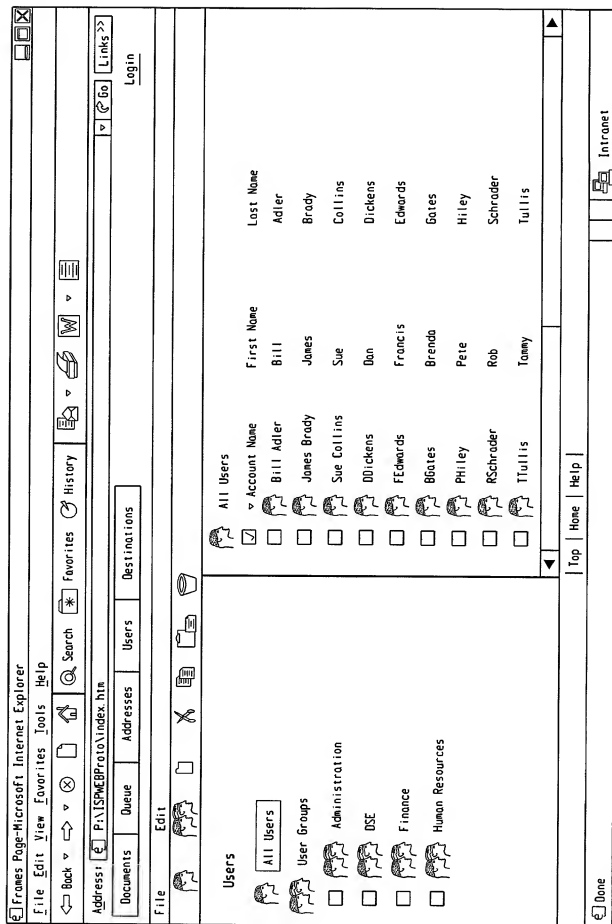 Frames Page-Microsoft Internet Explorer
File Edit View Favorites Tools Help
Back Search Favorites History
Address: P:\ISPWEBProto\index.htm Go Links >>
Documents Queue Addresses Users Destinations Login
File Edit
Users
All Users
User Groups
Administration
DSE
Finance
Human Resources
All Users
Account Name First Name Last Name
Bill Adler Bill Adler
James Brady James Brady
Sue Collins Sue Collins
DDickens Dan Dickens
FEdwards Francis Edwards
BGates Brenda Gates
PHiley Pete Hiley
RSchrader Rob Schrader
TTullis Tammy Tullis
Top | Home | Help |
Done Intranet